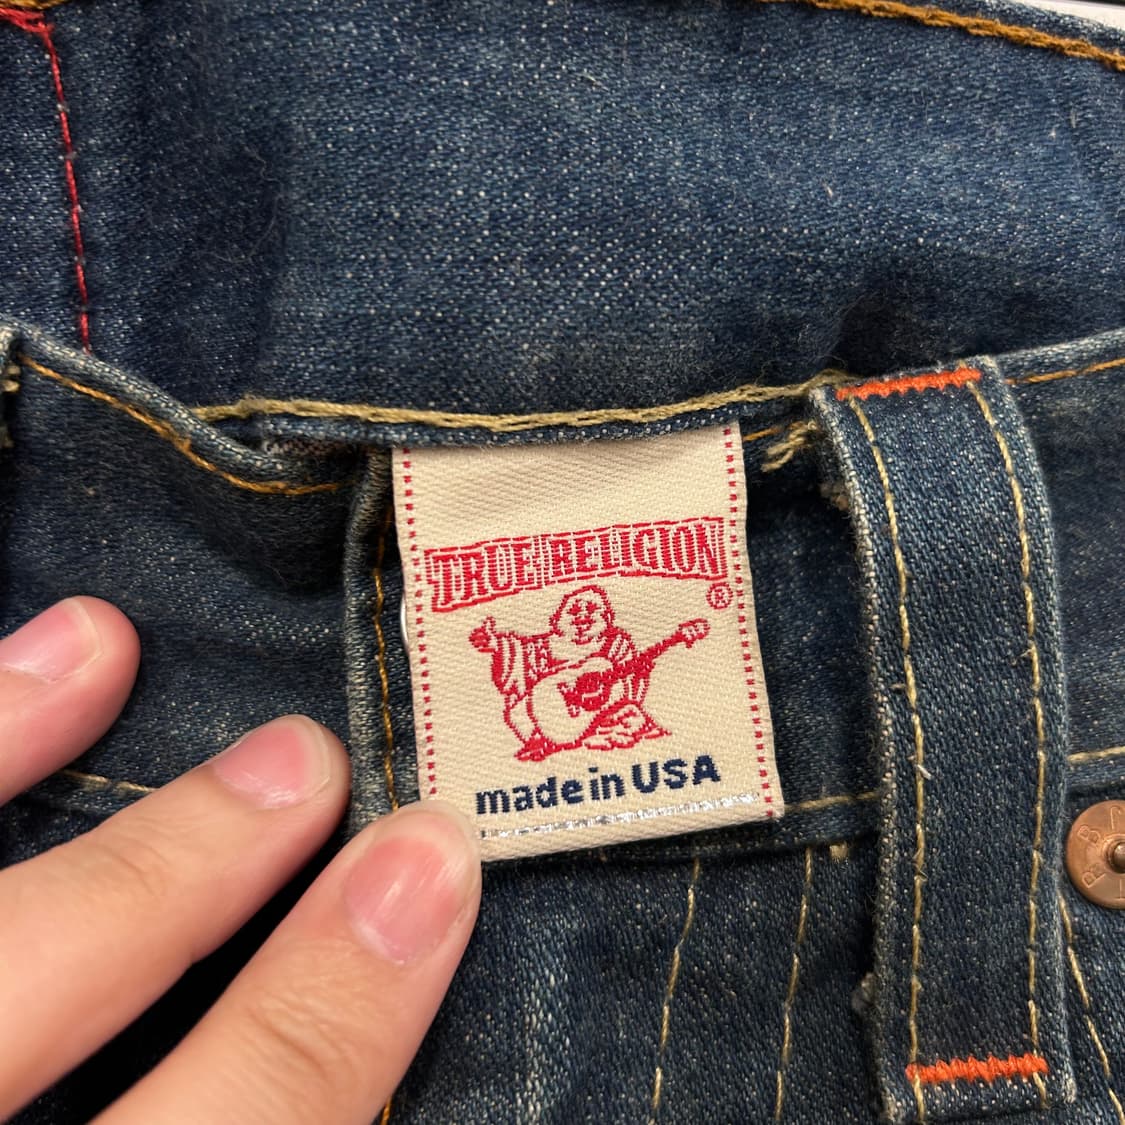 TRUE RELIGION
®
made in USA